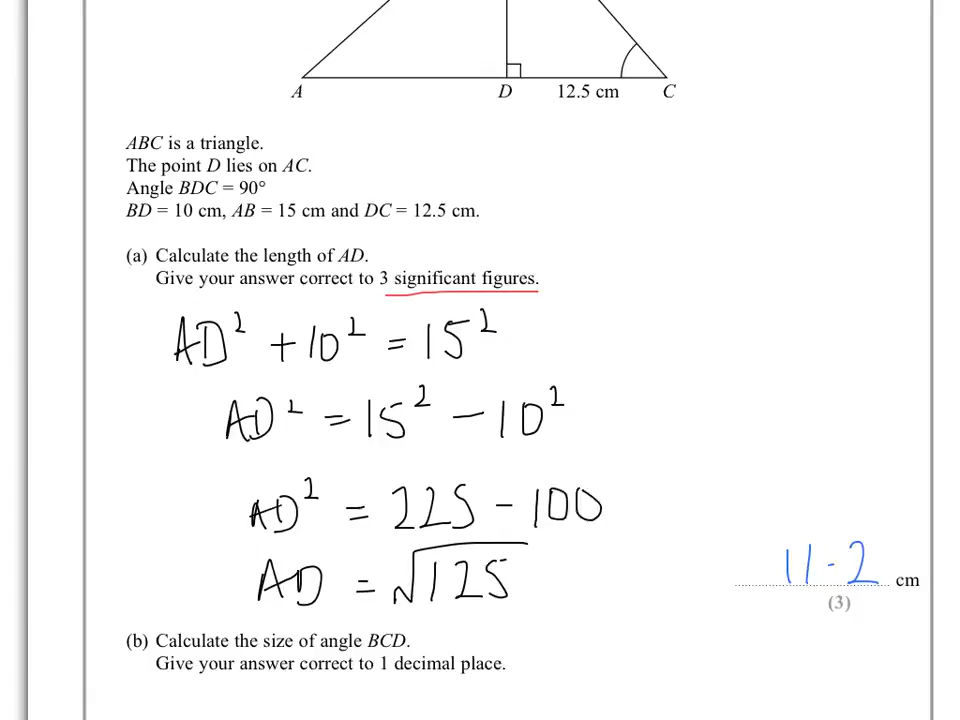 A D 12.5 cm C
ABC is a triangle.
The point D lies on AC.
Angle BDC = 90°
BD = 10 cm, AB = 15 cm and DC = 12.5 cm.
(a) Calculate the length of AD.
Give your answer correct to 3 significant figures.
AD² + 10² = 15²
AD² = 15² - 10²
AD² = 225 - 100
AD = √125
11.2 cm
(3)
(b) Calculate the size of angle BCD.
Give your answer correct to 1 decimal place.